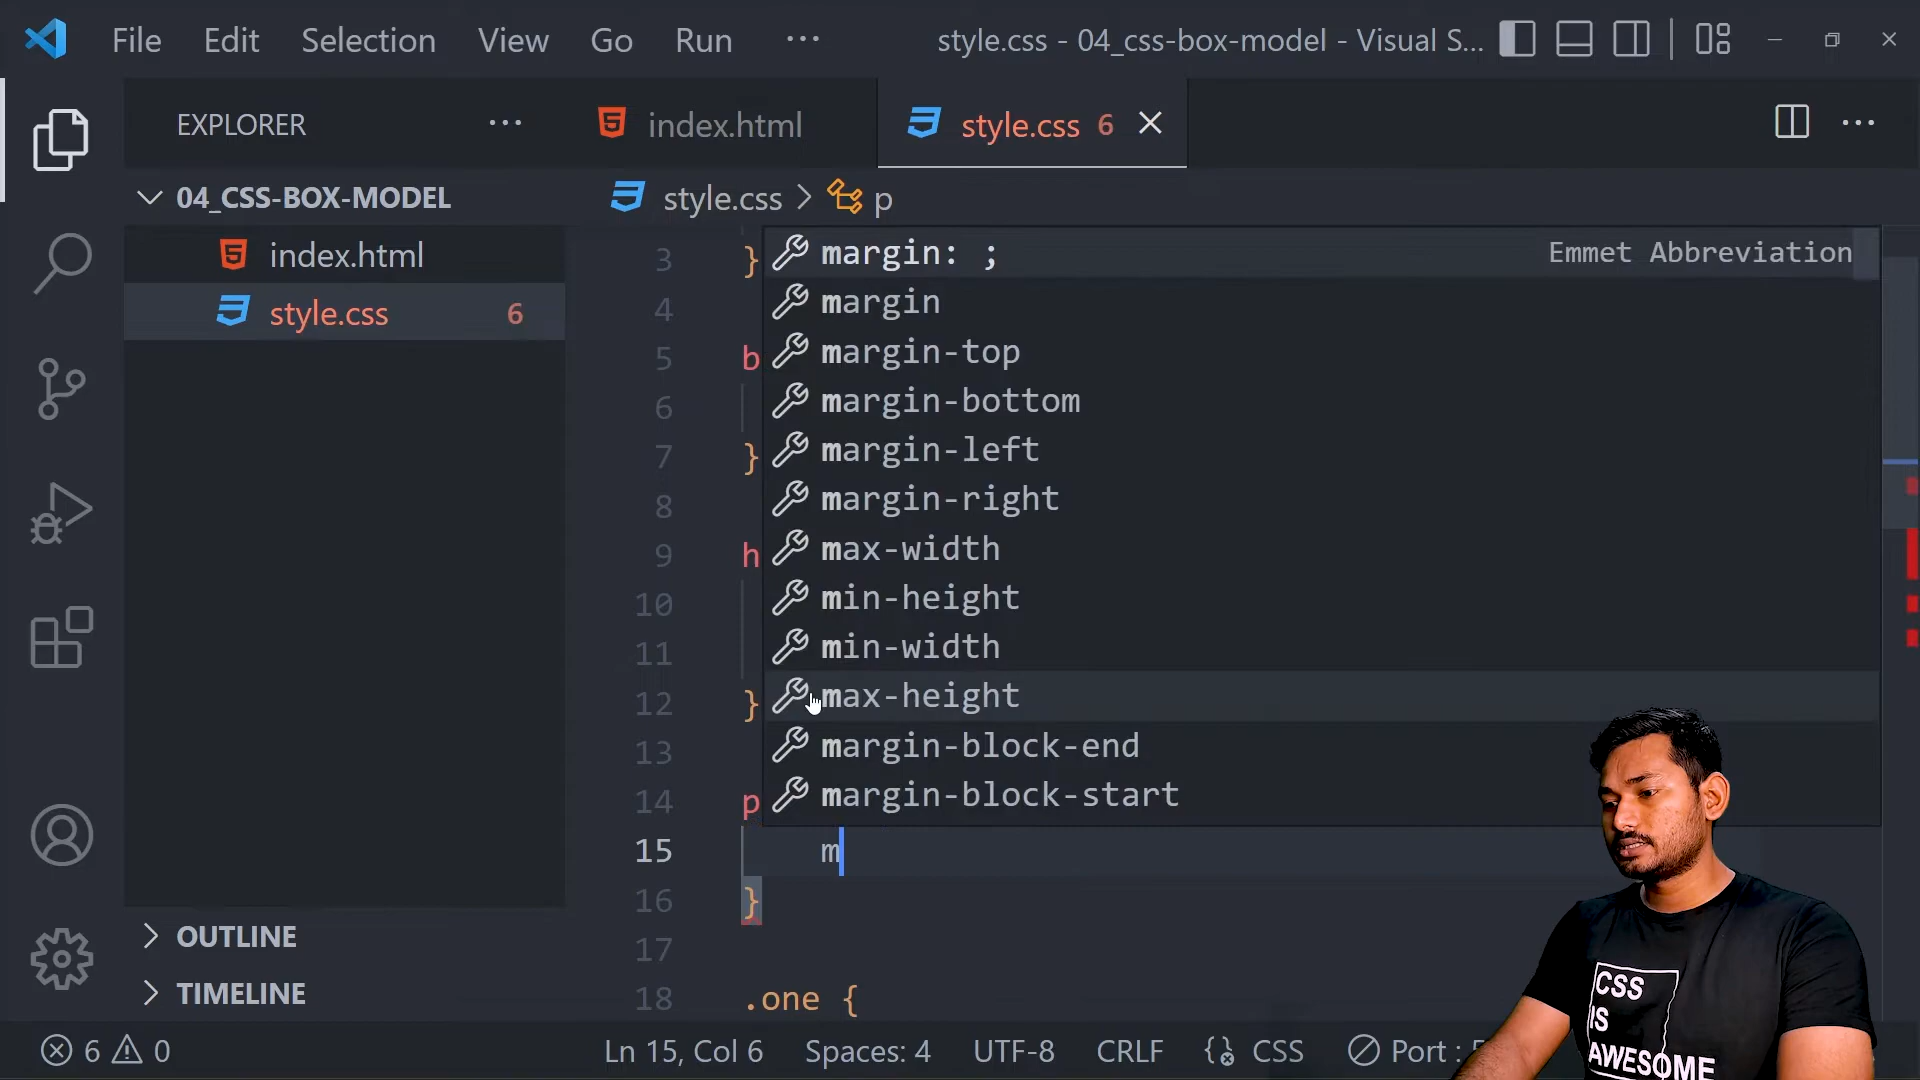 File Edit Selection View Go Run ··· style.css - 04_css-box-model - Visual S...
EXPLORER ··· index.html style.css 6
04_CSS-BOX-MODEL
style.css > p
index.html
style.css 6
3 } margin: ; Emmet Abbreviation
4 margin
5 b margin-top
6 margin-bottom
7 } margin-left
8 margin-right
9 h max-width
10 min-height
11 min-width
12 } max-height
13 margin-block-end
14 p margin-block-start
15 m
16 }
17
18 .one {
OUTLINE
TIMELINE
6 0 Ln 15, Col 6 Spaces: 4 UTF-8 CRLF CSS Port :
CSS
IS
AWESOME